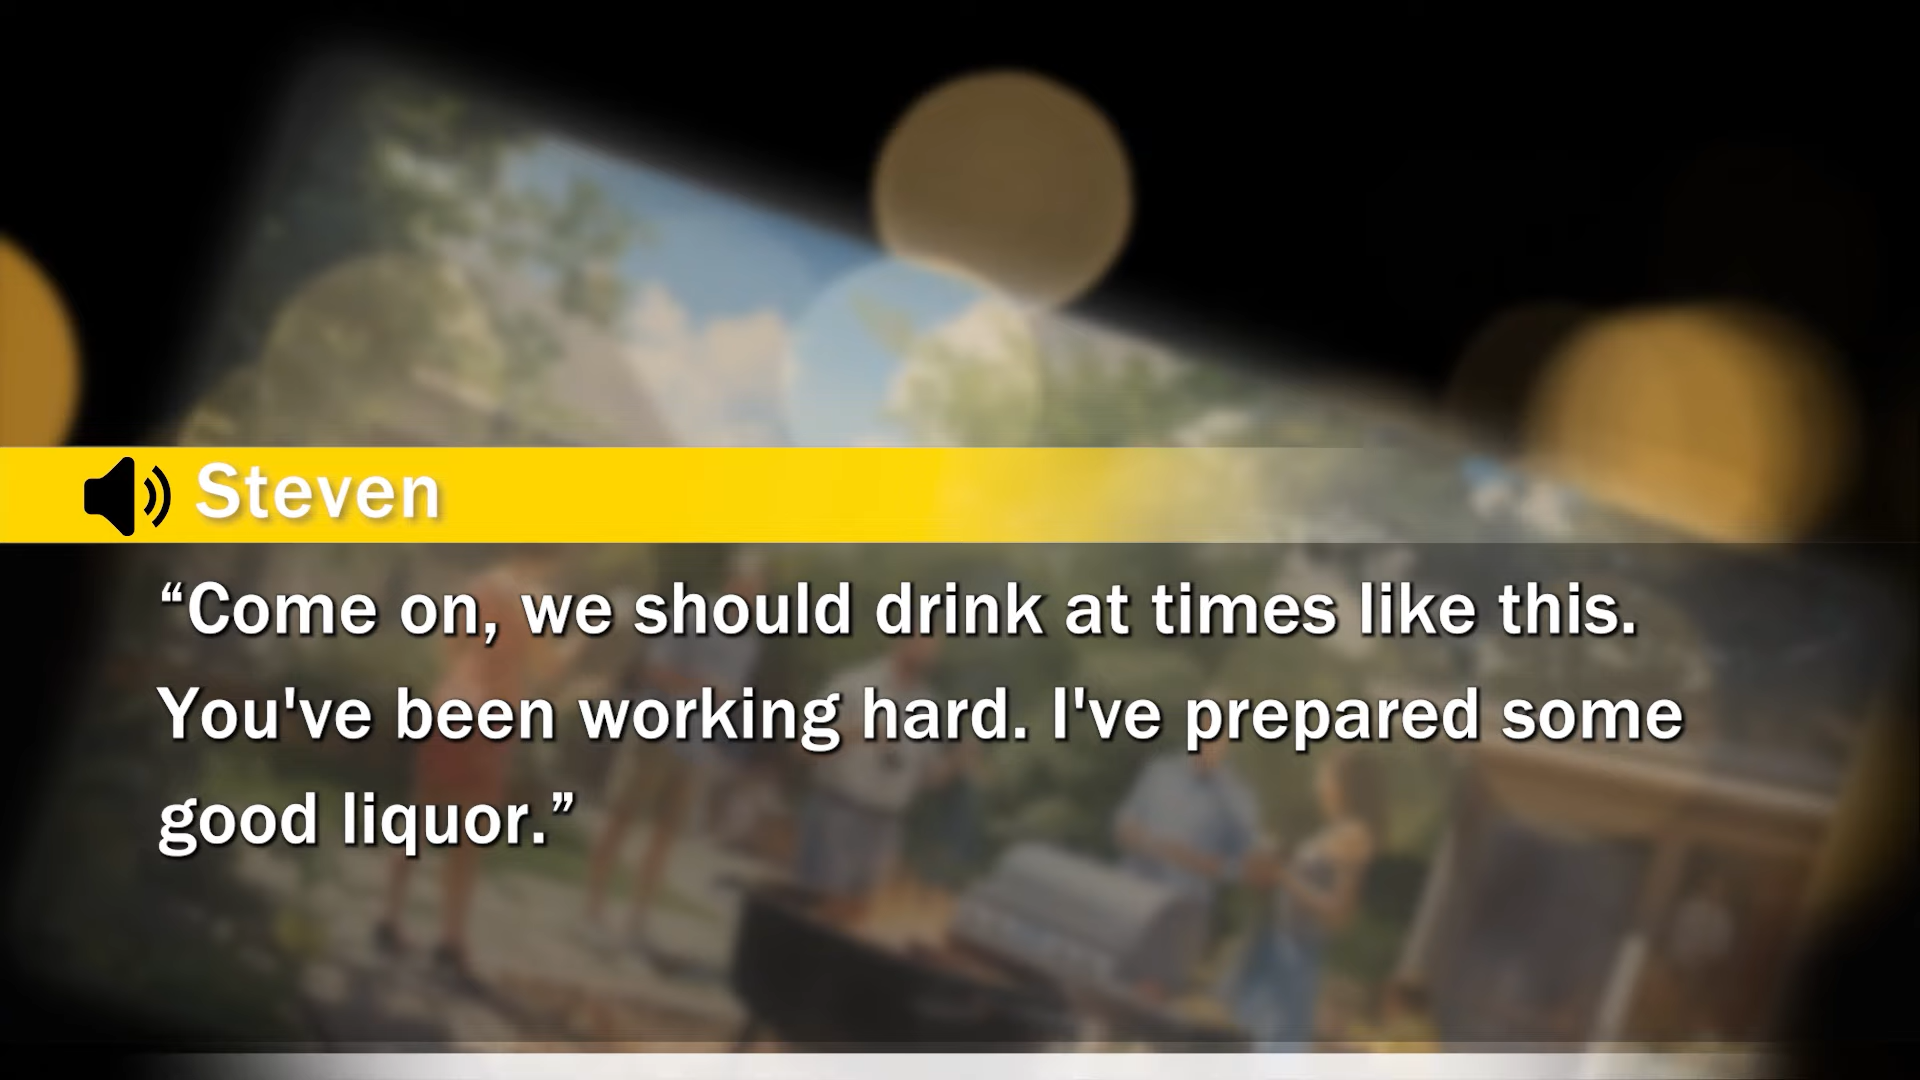 Steven
“Come on, we should drink at times like this.
You've been working hard. I've prepared some
good liquor.”